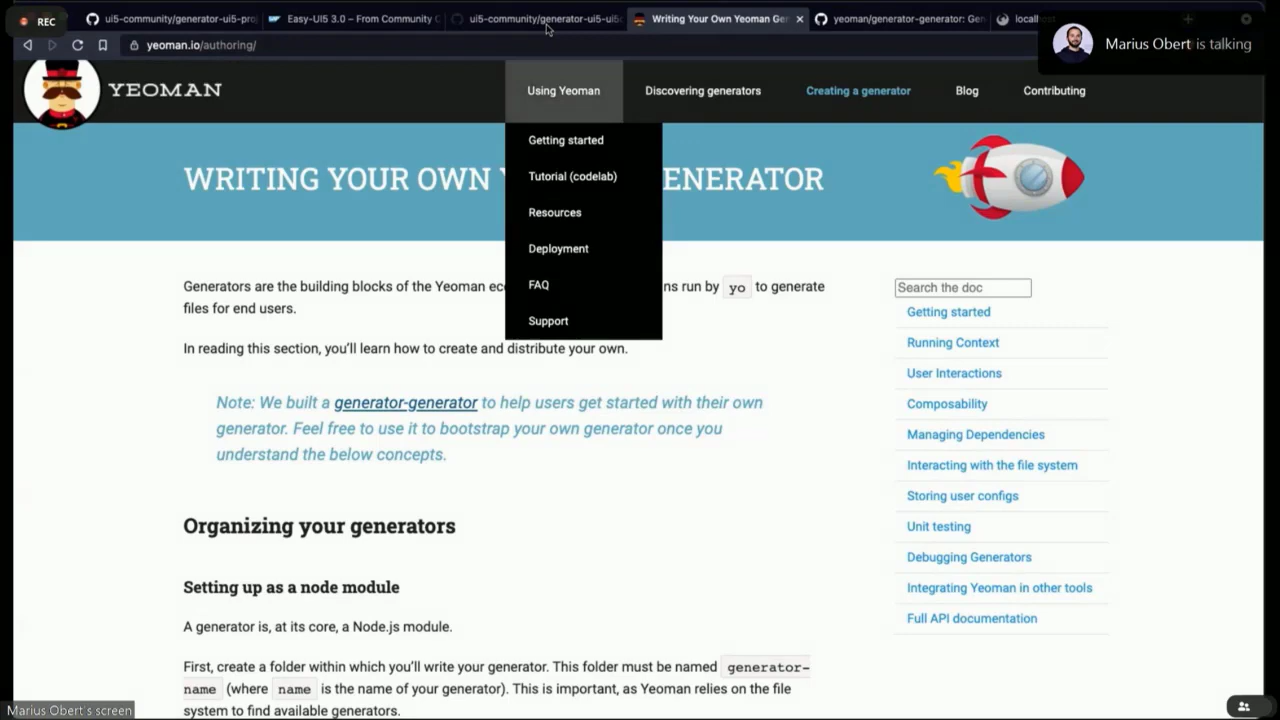 REC
ui5-community/generator-ui5-pro
Easy-UI5 3.0 – From Community C
ui5-community/generator-ui5-ui5
Writing Your Own Yeoman Ge
yeoman/generator-generator: Gen
localh
yeoman.io/authoring/
Marius Obert is talking
YEOMAN
Using Yeoman
Discovering generators
Creating a generator
Blog
Contributing
Getting started
Tutorial (codelab)
Resources
Deployment
FAQ
Support
WRITING YOUR OWN Y ENERATOR
Generators are the building blocks of the Yeoman ec ns run by yo to generate
files for end users.
In reading this section, you’ll learn how to create and distribute your own.
Note: We built a generator-generator to help users get started with their own
generator. Feel free to use it to bootstrap your own generator once you
understand the below concepts.
Organizing your generators
Setting up as a node module
A generator is, at its core, a Node.js module.
First, create a folder within which you’ll write your generator. This folder must be named generator-
name (where name is the name of your generator). This is important, as Yeoman relies on the file
system to find available generators.
Search the doc
Getting started
Running Context
User Interactions
Composability
Managing Dependencies
Interacting with the file system
Storing user configs
Unit testing
Debugging Generators
Integrating Yeoman in other tools
Full API documentation
Marius Obert's screen